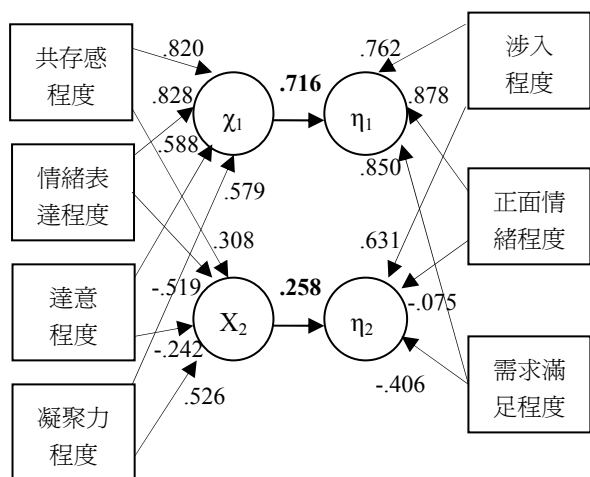 共存感
程度
情緒表
達程度
達意
程度
凝聚力
程度
.820
.828
.588
.579
.308
-.519
-.242
.526
χ1
.716
η1
X2
.258
η2
.762
.878
.850
.631
-.075
-.406
涉入
程度
正面情
緒程度
需求滿
足程度